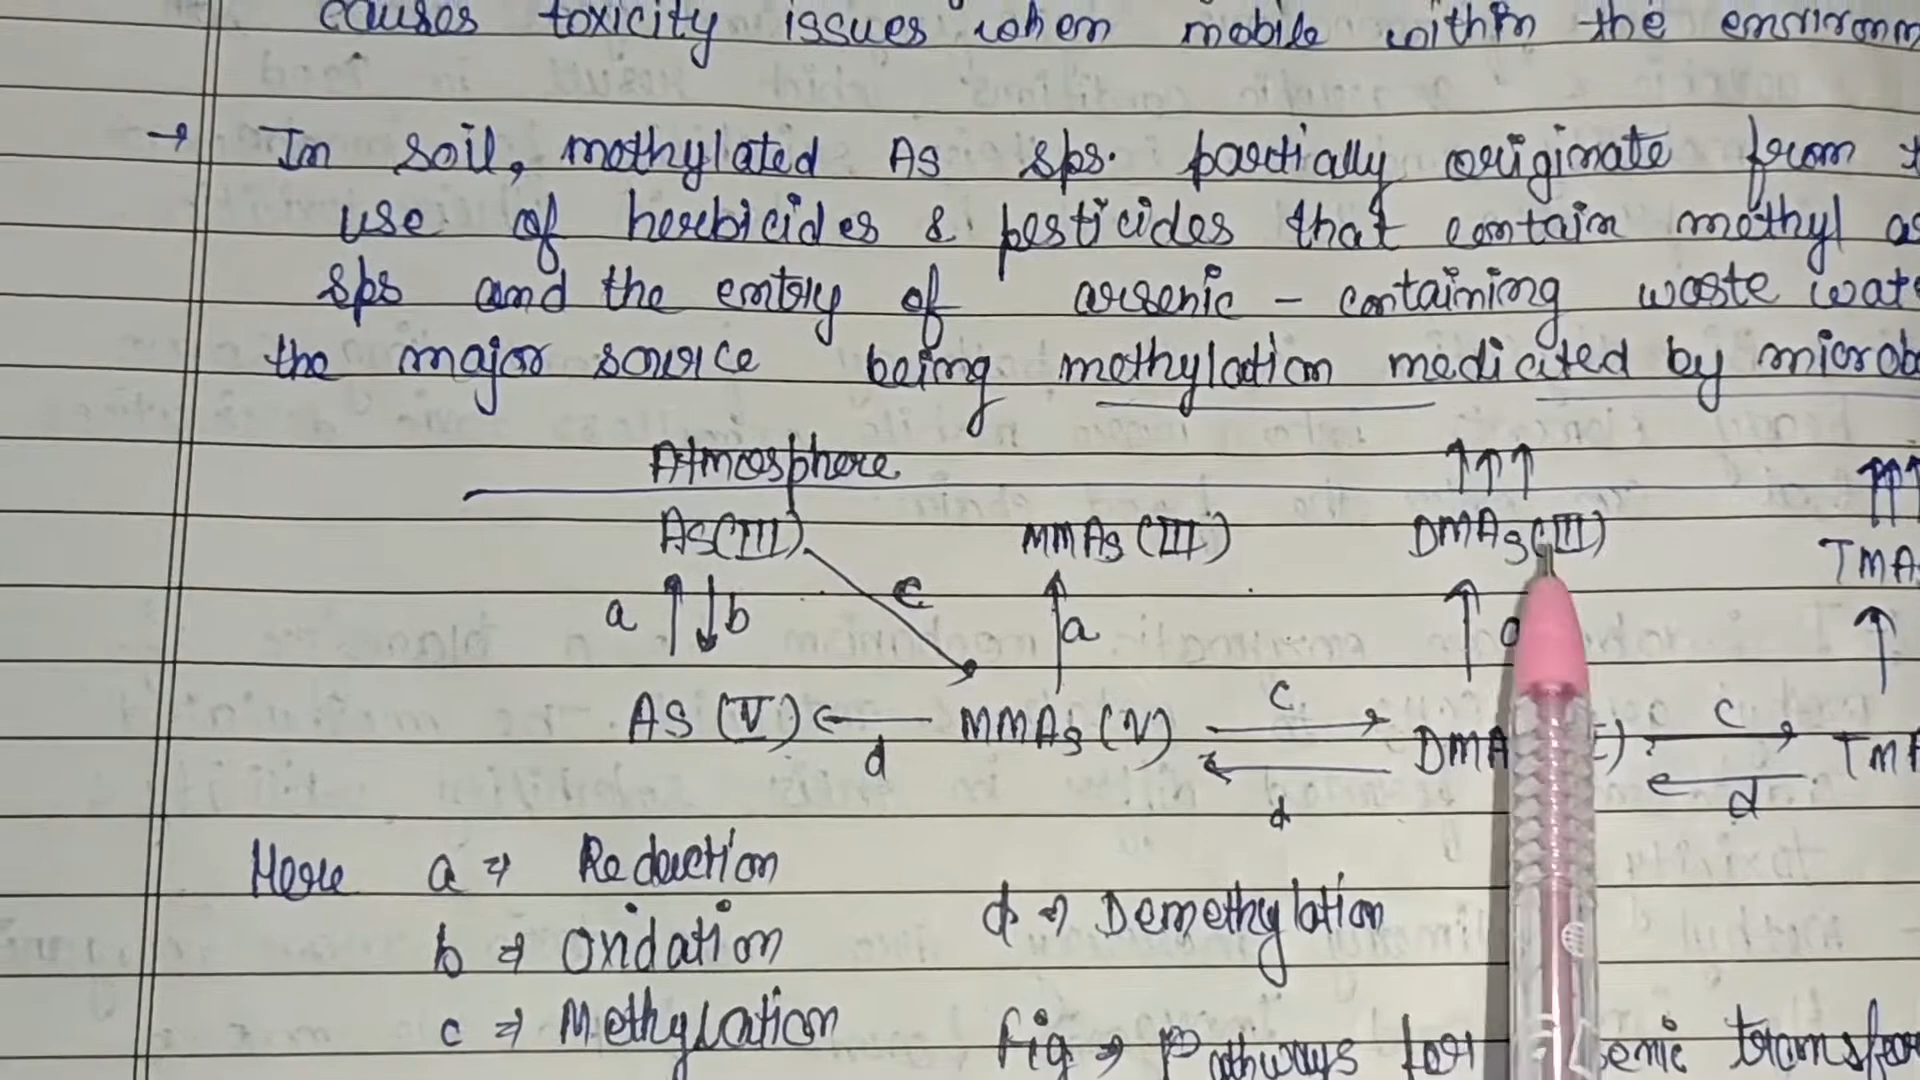 causes toxicity issues when mobile within the environm
→ In soil, methylated As sps. partially originate from
use of herbicides & pesticides that contain methyl as
sps and the entry of arsenic - containing waste wat
the major source being methylation medicited by microb
Atmosphere ↑↑↑ ↑↑↑
As(III) MMAs (III) DMAs(III) TMA
a ↑ ↓ b c ↑ a ↑ ↑
As (V) ← MMAs (V) c DMA c TMA
d d d
Here a ⇒ Reduction
d ⇒ Demethylation
b ⇒ Oxidation
c ⇒ Methylation
Fig ⇒ Pathways for enic transfor